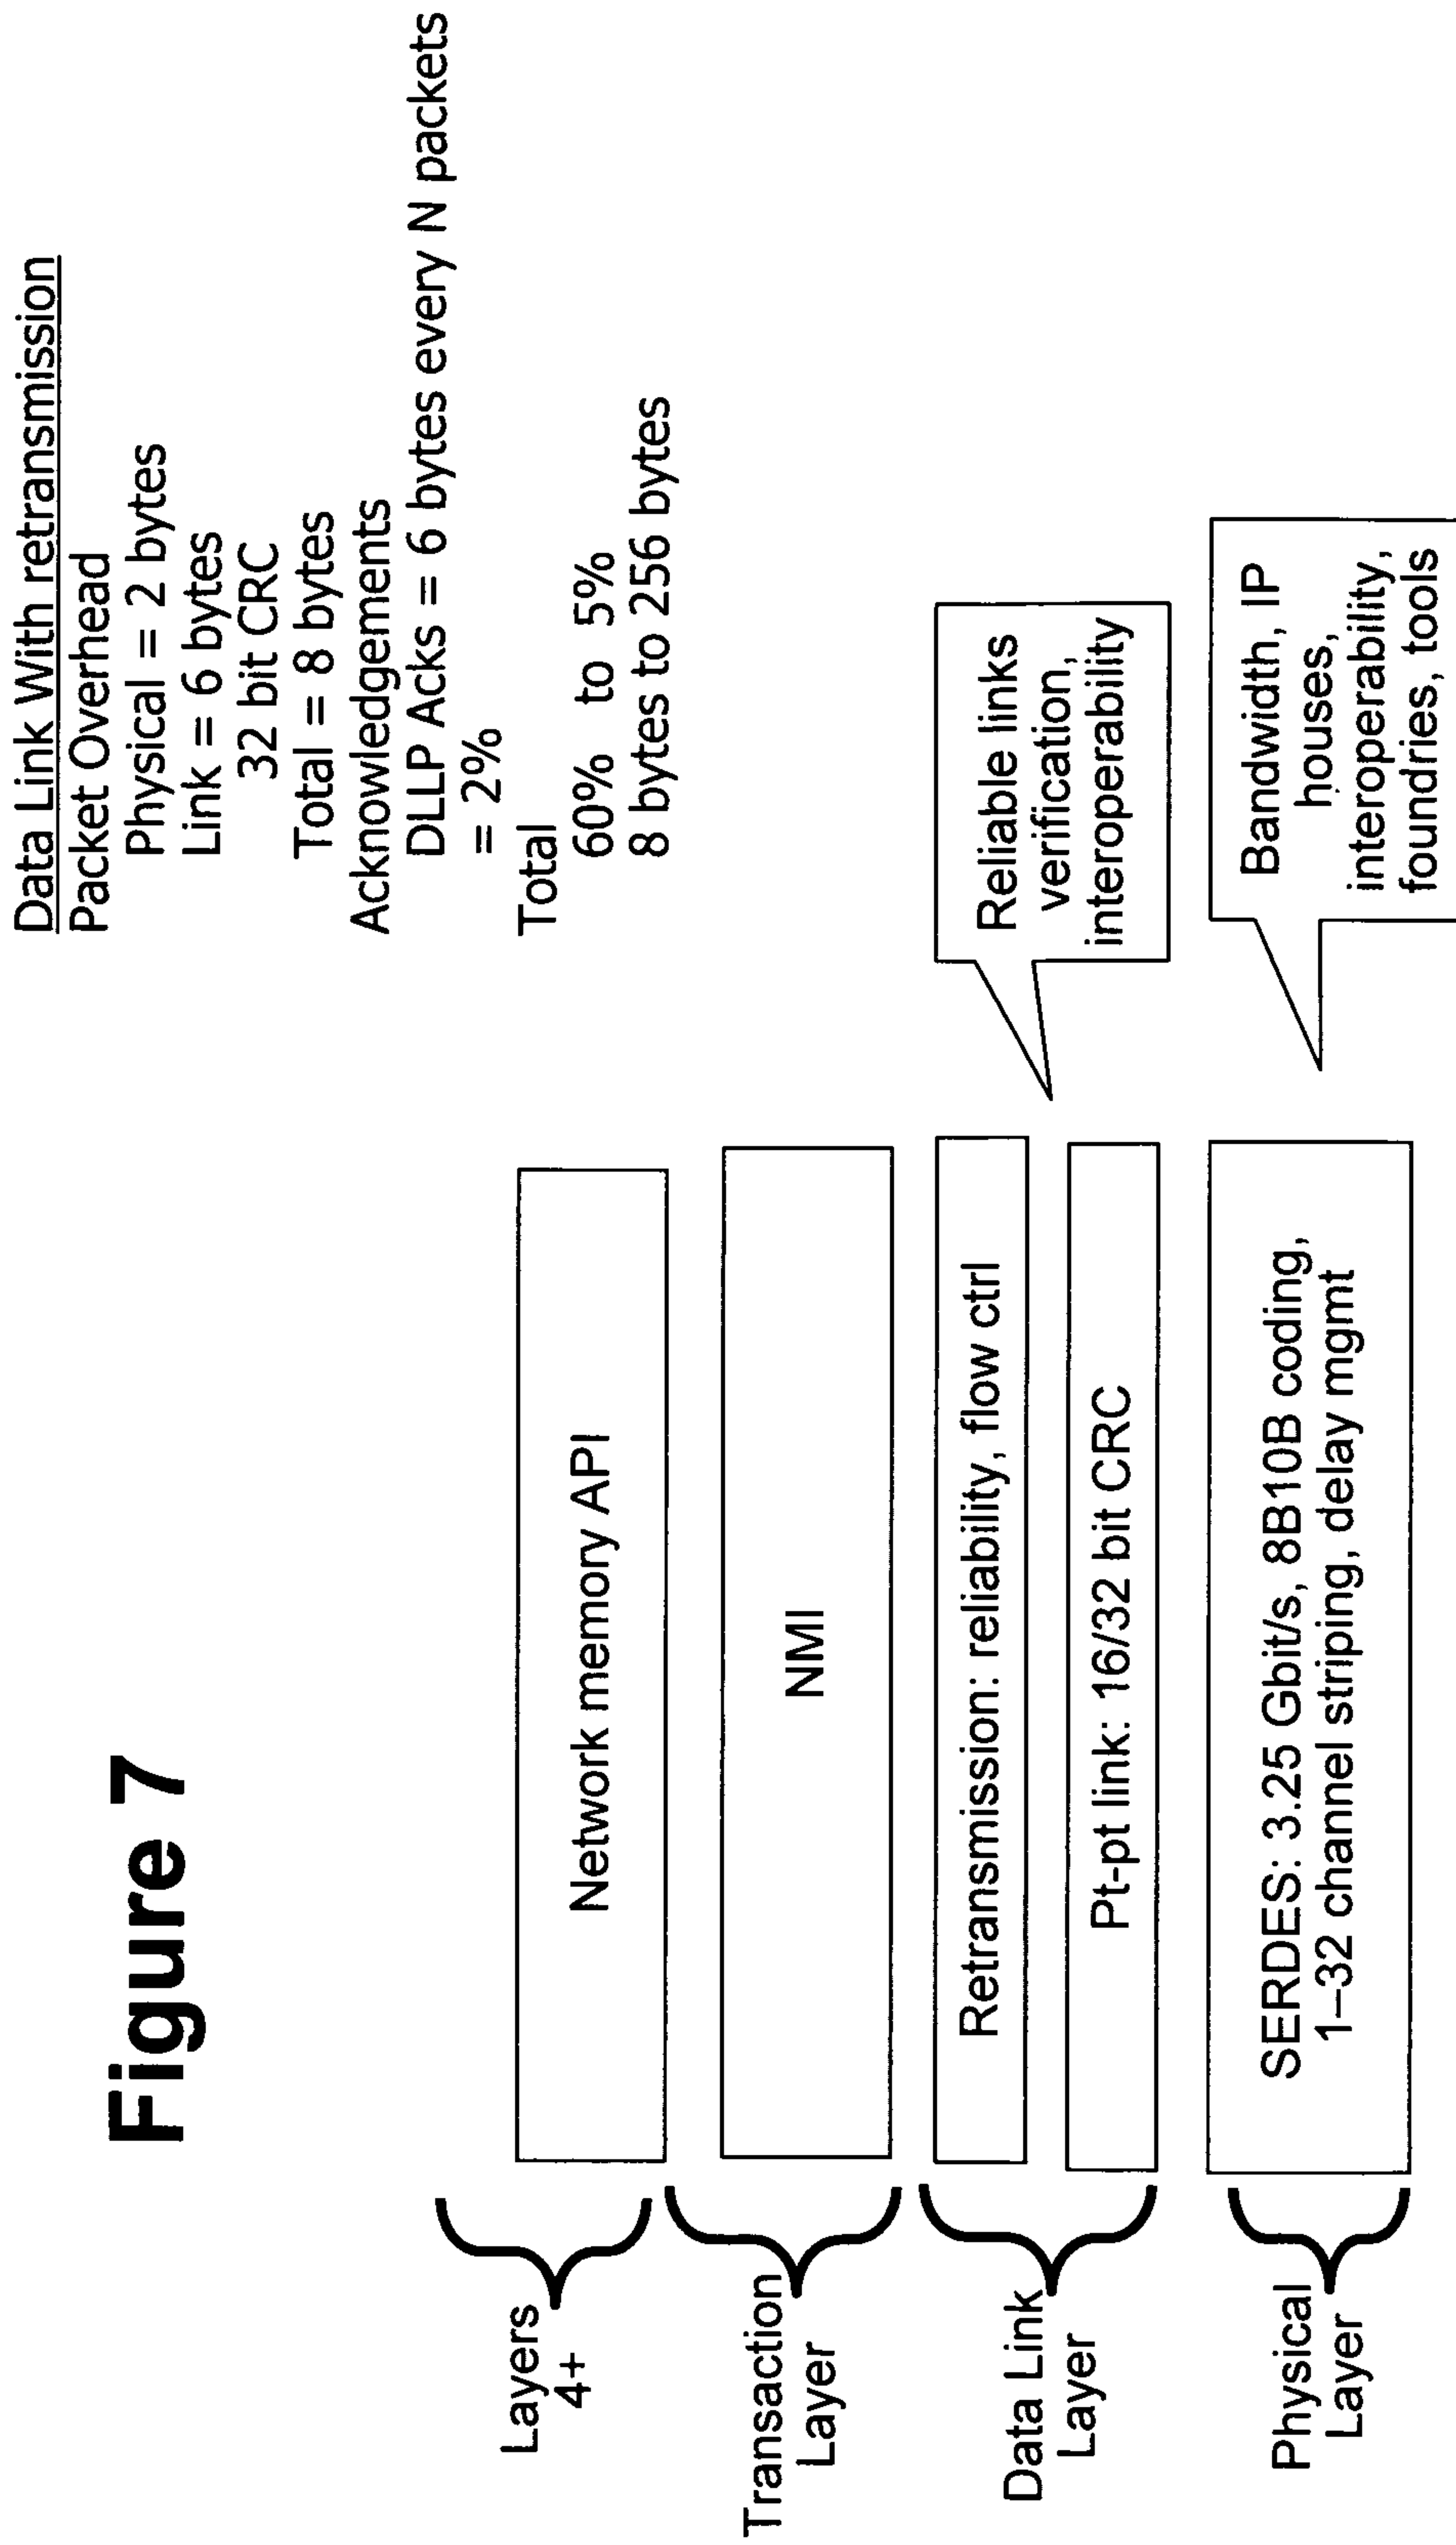 Figure 7
Data Link With retransmission
Packet Overhead
Physical = 2 bytes
Link = 6 bytes
32 bit CRC
Total = 8 bytes
Acknowledgements
DLLP Acks = 6 bytes every N packets
= 2%
Total
60% to 5%
8 bytes to 256 bytes
Layers
4+
Network memory API
Transaction
Layer
NMI
Data Link
Layer
Retransmission: reliability, flow ctrl
Pt-pt link: 16/32 bit CRC
Reliable links
verification,
interoperability
Physical
Layer
SERDES: 3.25 Gbit/s, 8B10B coding,
1–32 channel striping, delay mgmt
Bandwidth, IP
houses,
interoperability,
foundries, tools